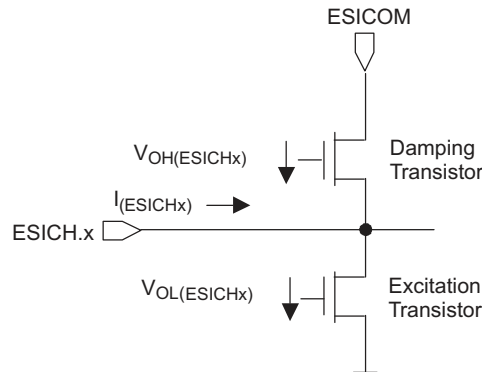 ESICOM
VOH(ESICHx)
Damping
Transistor
I(ESICHx)
ESICH.x
VOL(ESICHx)
Excitation
Transistor